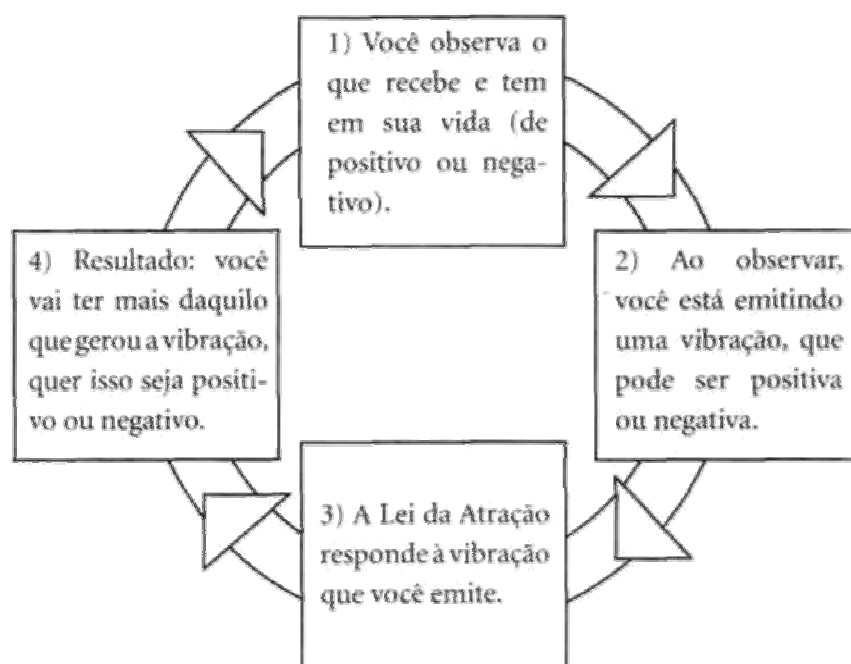 1) Você observa o
que recebe e tem
em sua vida (de
positivo ou nega-
tivo).
2) Ao observar,
você está emitindo
uma vibração, que
pode ser positiva
ou negativa.
3) A Lei da Atração
responde à vibração
que você emite.
4) Resultado: você
vai ter mais daquilo
que gerou a vibração,
quer isso seja positi-
vo ou negativo.